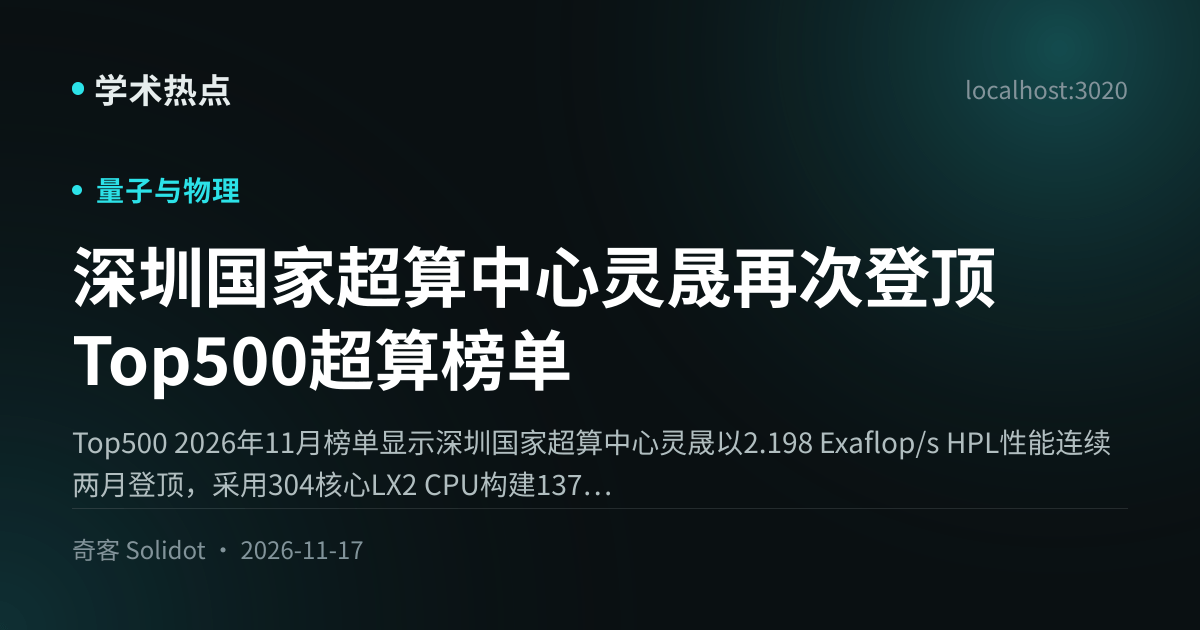 学术热点
localhost:3020
量子与物理
深圳国家超算中心灵晟再次登顶
Top500超算榜单
Top500 2026年11月榜单显示深圳国家超算中心灵晟以2.198 Exaflop/s HPL性能连续
两月登顶，采用304核心LX2 CPU构建137…
奇客 Solidot · 2026-11-17